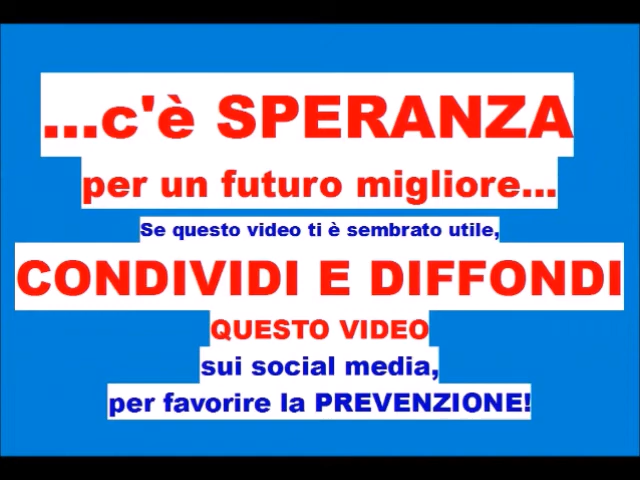 ...c'è SPERANZA
per un futuro migliore...
Se questo video ti è sembrato utile,
CONDIVIDI E DIFFONDI
QUESTO VIDEO
sui social media,
per favorire la PREVENZIONE!